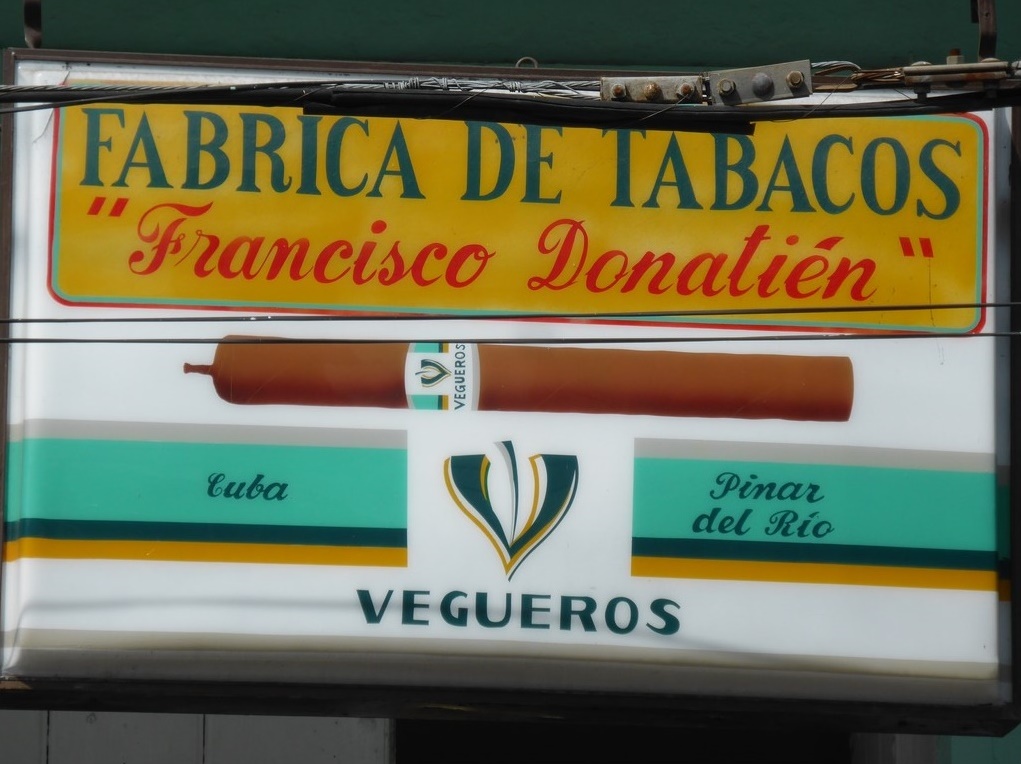 FABRICA DE TABACOS
"Francisco Donatién"
VEGUEROS
Cuba
Pinar
del Río
VEGUEROS